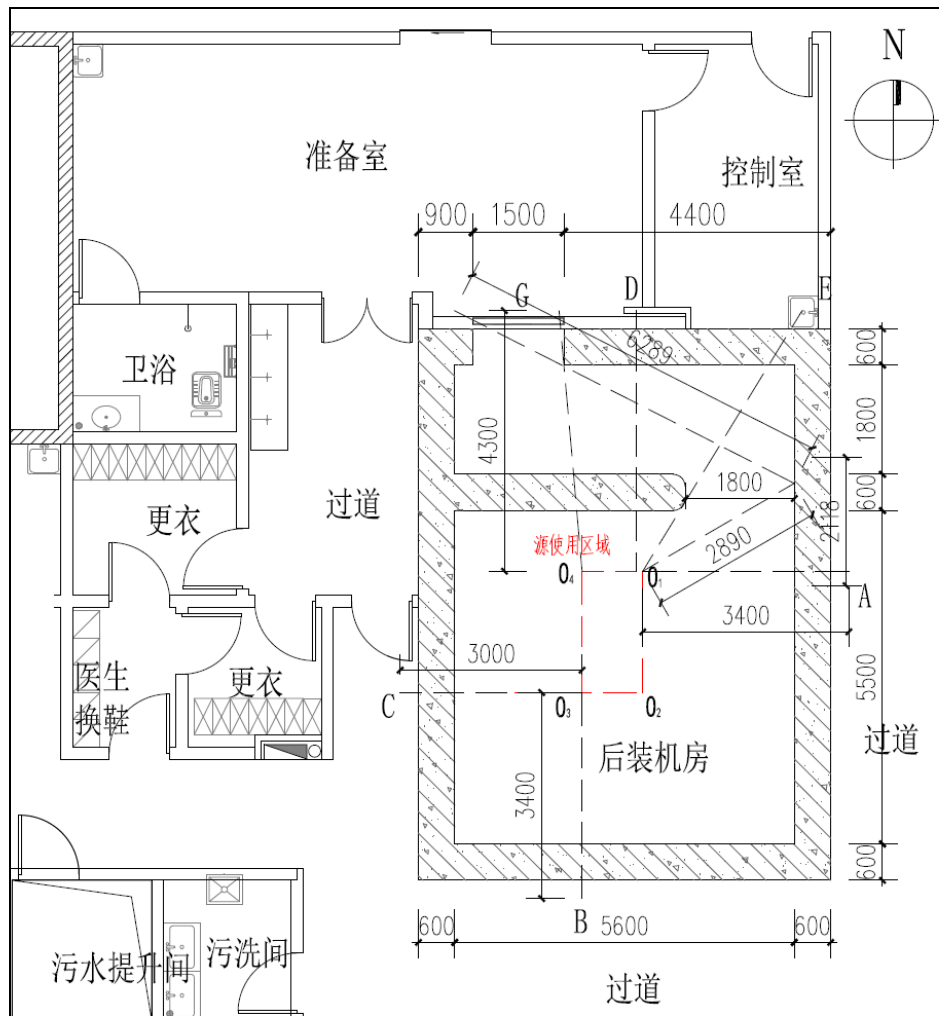 N
准备室
控制室
900
1500
4400
G
D
E
6289
600
卫浴
4300
1800
1800
600
2118
更衣
过道
源使用区域
2890
O₄
O₁
A
3400
3000
5500
医生
换鞋
更衣
C
O₃
O₂
过道
后装机房
3400
600
B
600
5600
600
污水提升间
污洗间
过道